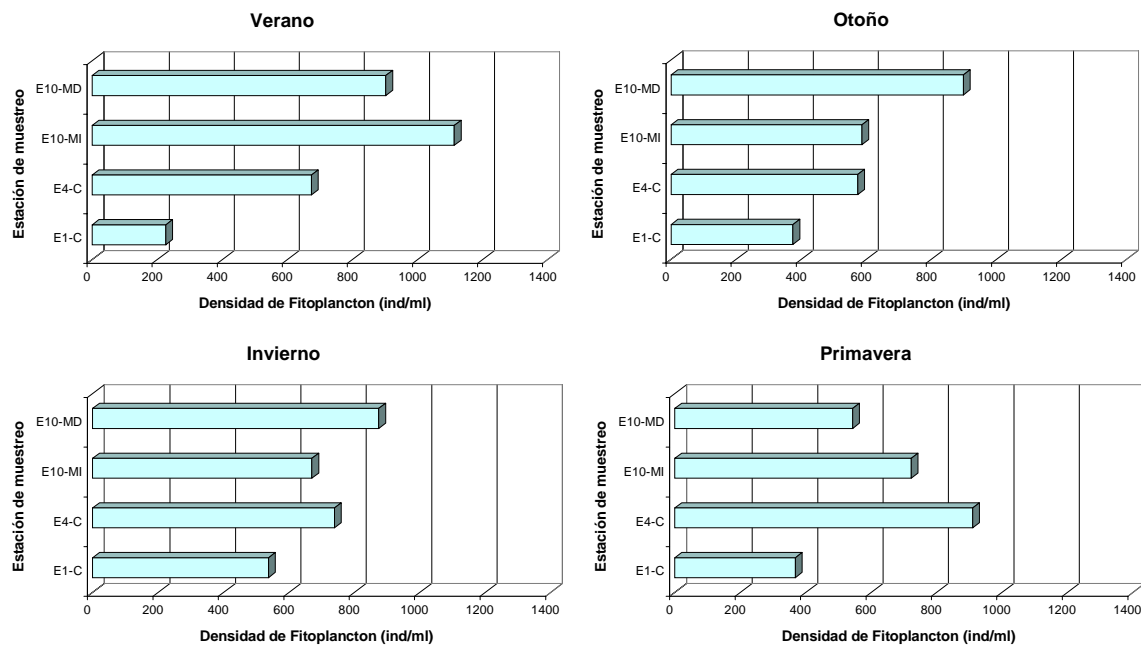 Verano
Estación de muestreo
E10-MD
E10-MI
E4-C
E1-C
0 200 400 600 800 1000 1200 1400
Densidad de Fitoplancton (ind/ml)
Otoño
Estación de muestreo
E10-MD
E10-MI
E4-C
E1-C
0 200 400 600 800 1000 1200 1400
Densidad de Fitoplancton (ind/ml)
Invierno
Estación de muestreo
E10-MD
E10-MI
E4-C
E1-C
0 200 400 600 800 1000 1200 1400
Densidad de Fitoplancton (ind/ml)
Primavera
Estación de muestreo
E10-MD
E10-MI
E4-C
E1-C
0 200 400 600 800 1000 1200 1400
Densidad de Fitoplancton (ind/ml)